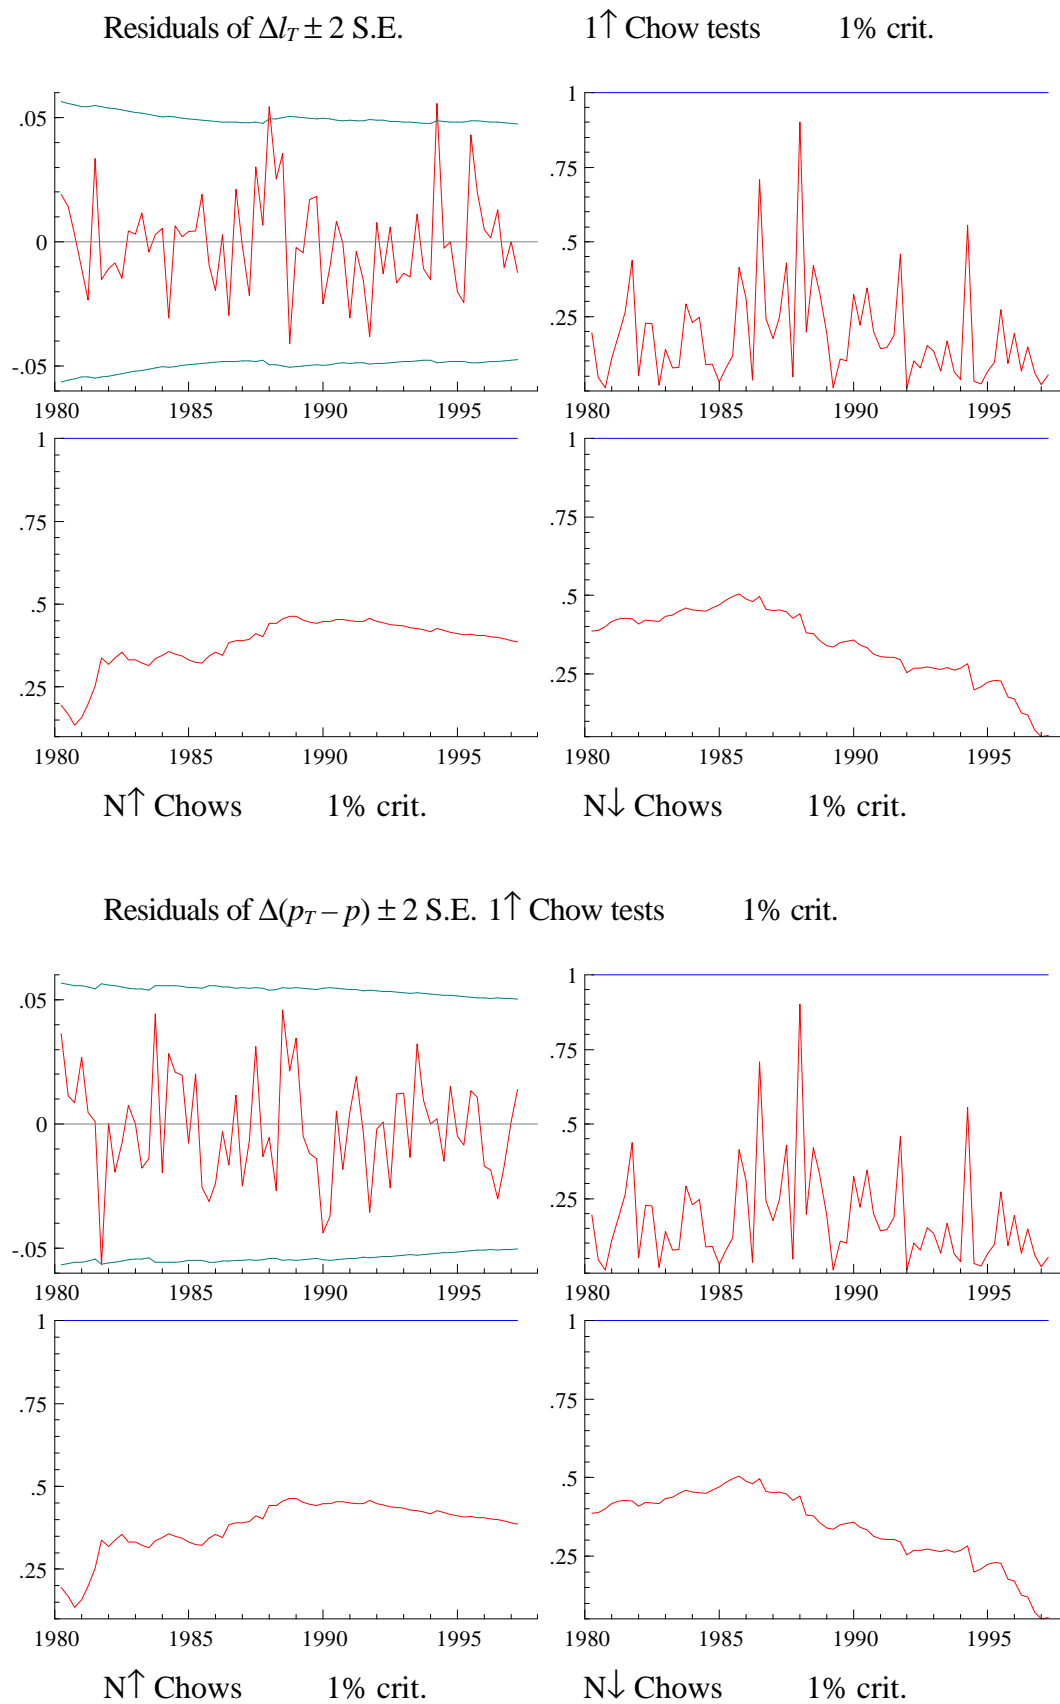 Residuals of Δl_T ± 2 S.E. 1↑ Chow tests 1% crit.
.05
0
-.05
1980 1985 1990 1995
1
.75
.5
.25
1980 1985 1990 1995
1
.75
.5
.25
1980 1985 1990 1995
1
.75
.5
.25
1980 1985 1990 1995
N↑ Chows 1% crit. N↓ Chows 1% crit.
Residuals of Δ(p_T – p) ± 2 S.E. 1↑ Chow tests 1% crit.
.05
0
-.05
1980 1985 1990 1995
1
.75
.5
.25
1980 1985 1990 1995
1
.75
.5
.25
1980 1985 1990 1995
1
.75
.5
.25
1980 1985 1990 1995
N↑ Chows 1% crit. N↓ Chows 1% crit.